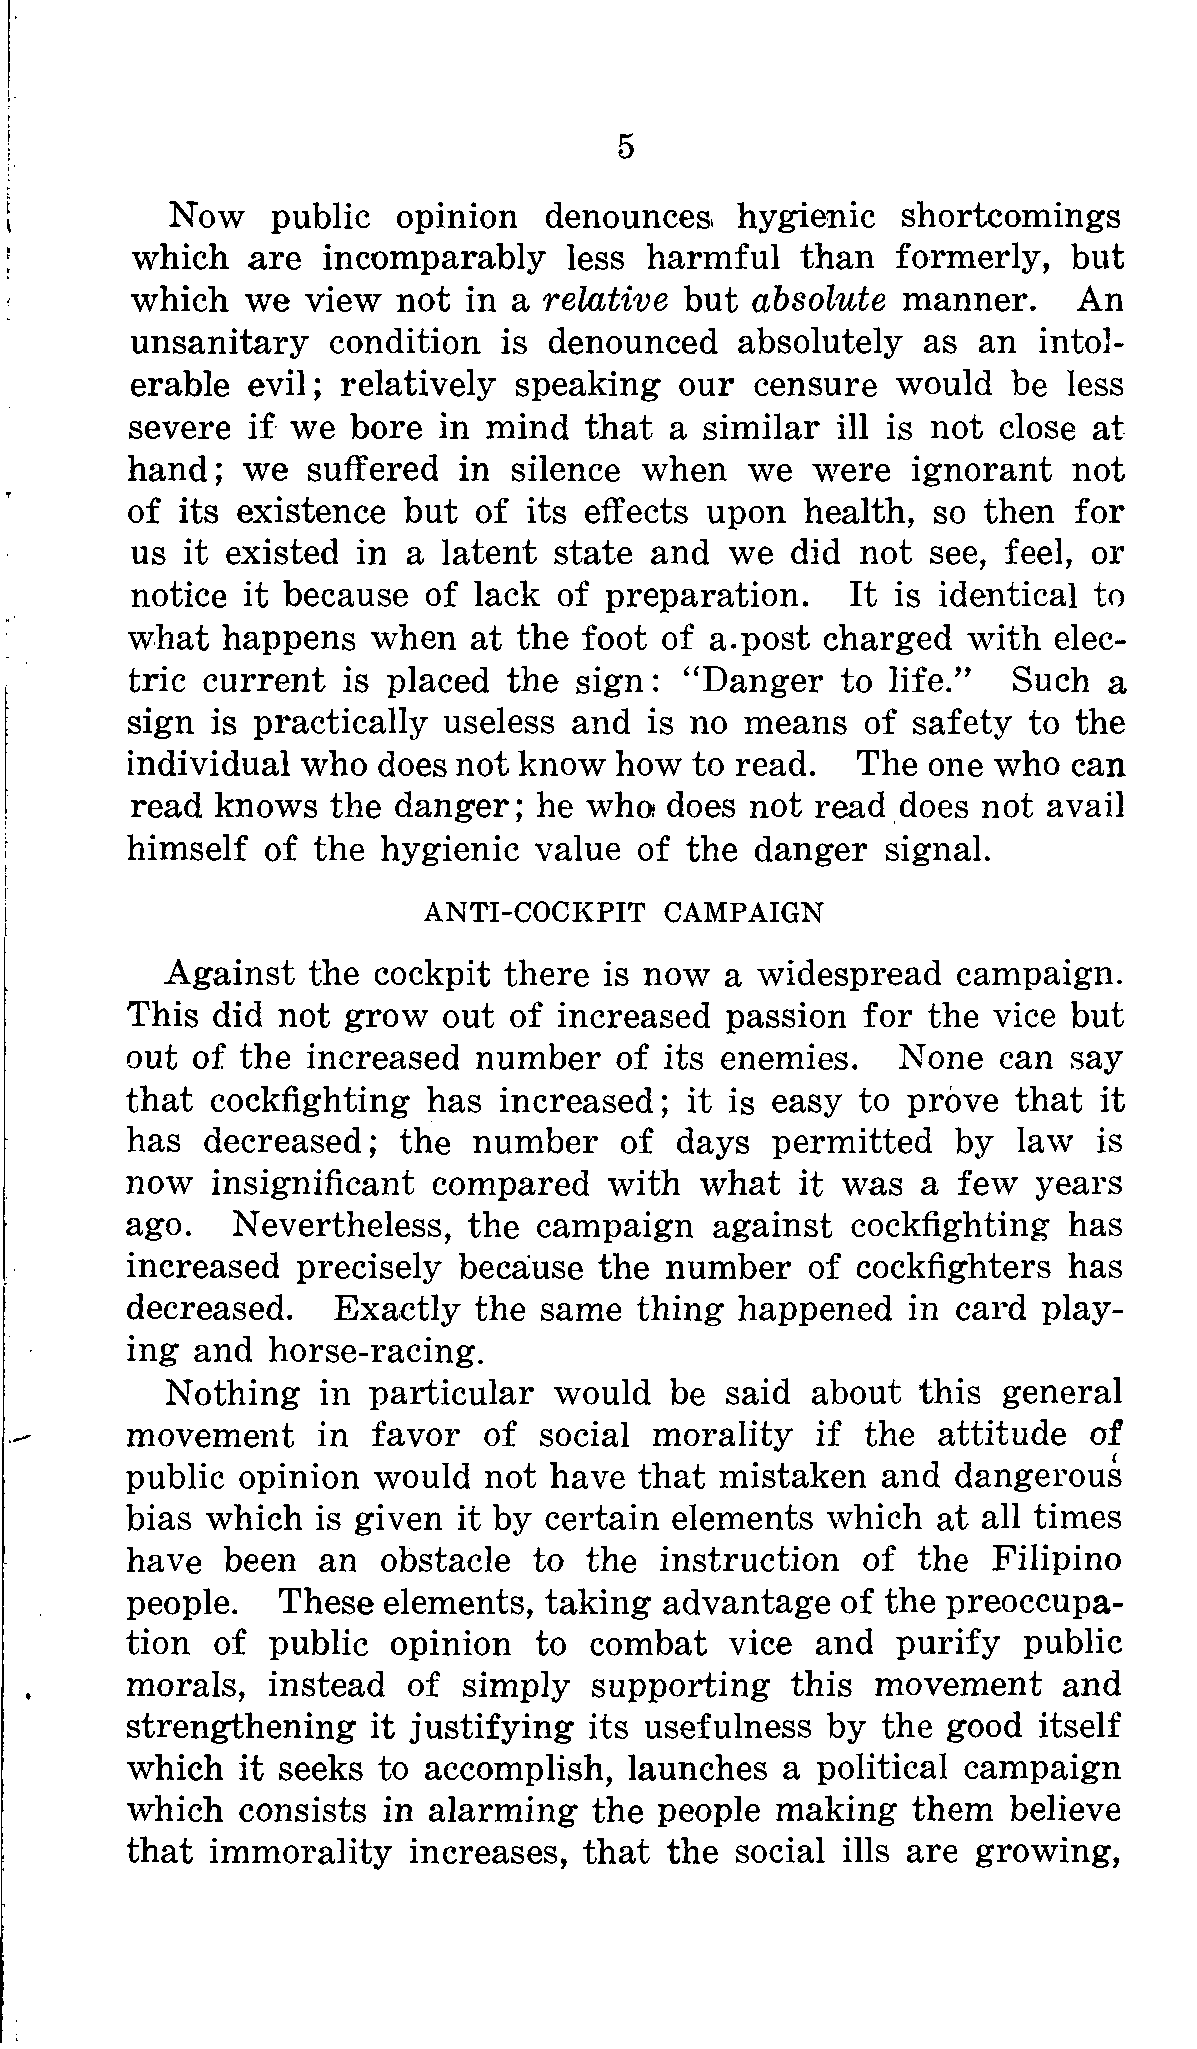 5
Now public opinion denounces hygienic shortcomings
which are incomparably less harmful than formerly, but
which we view not in a relative but absolute manner. An
unsanitary condition is denounced absolutely as an intol-
erable evil; relatively speaking our censure would be less
severe if we bore in mind that a similar ill is not close at
hand; we suffered in silence when we were ignorant not
of its existence but of its effects upon health, so then for
us it existed in a latent state and we did not see, feel, or
notice it because of lack of preparation. It is identical to
what happens when at the foot of a post charged with elec-
tric current is placed the sign: “Danger to life.” Such a
sign is practically useless and is no means of safety to the
individual who does not know how to read. The one who can
read knows the danger; he who does not read does not avail
himself of the hygienic value of the danger signal.
ANTI-COCKPIT CAMPAIGN
Against the cockpit there is now a widespread campaign.
This did not grow out of increased passion for the vice but
out of the increased number of its enemies. None can say
that cockfighting has increased; it is easy to prove that it
has decreased; the number of days permitted by law is
now insignificant compared with what it was a few years
ago. Nevertheless, the campaign against cockfighting has
increased precisely because the number of cockfighters has
decreased. Exactly the same thing happened in card play-
ing and horse-racing.
Nothing in particular would be said about this general
movement in favor of social morality if the attitude of
public opinion would not have that mistaken and dangerous
bias which is given it by certain elements which at all times
have been an obstacle to the instruction of the Filipino
people. These elements, taking advantage of the preoccupa-
tion of public opinion to combat vice and purify public
morals, instead of simply supporting this movement and
strengthening it justifying its usefulness by the good itself
which it seeks to accomplish, launches a political campaign
which consists in alarming the people making them believe
that immorality increases, that the social ills are growing,